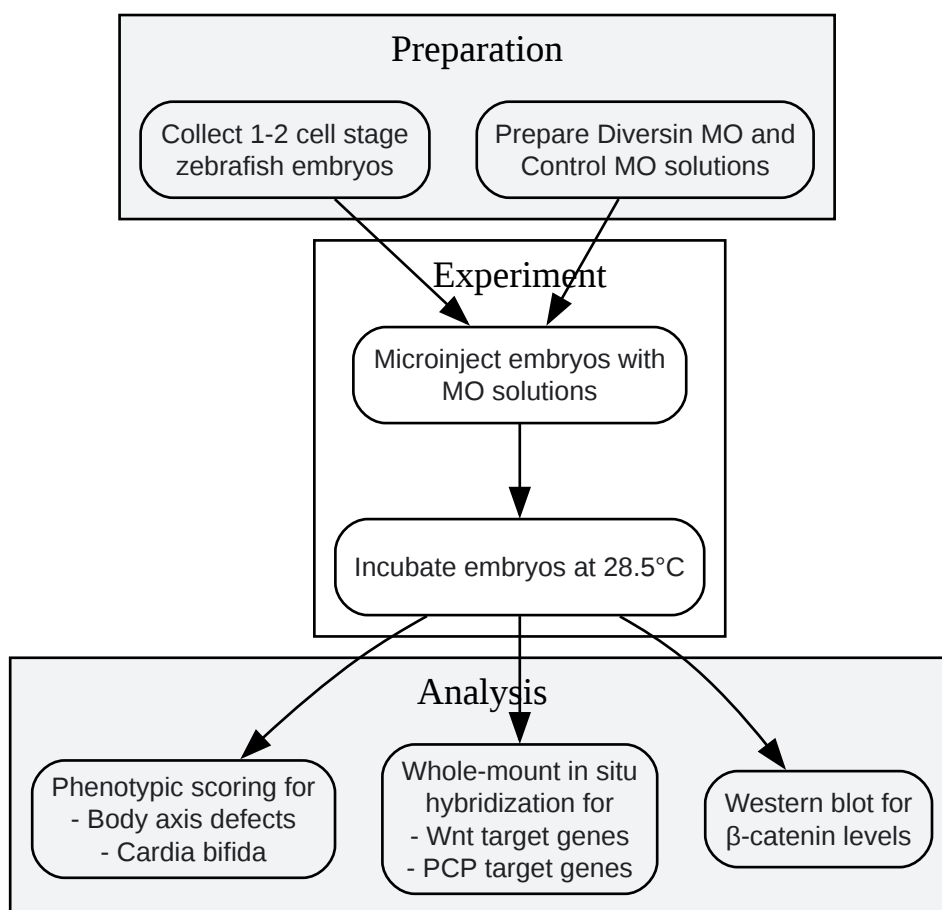 Preparation
Collect 1-2 cell stage
zebrafish embryos
Prepare Diversin MO and
Control MO solutions
Experiment
Microinject embryos with
MO solutions
Incubate embryos at 28.5°C
Analysis
Phenotypic scoring for
- Body axis defects
- Cardia bifida
Whole-mount in situ
hybridization for
- Wnt target genes
- PCP target genes
Western blot for
β-catenin levels